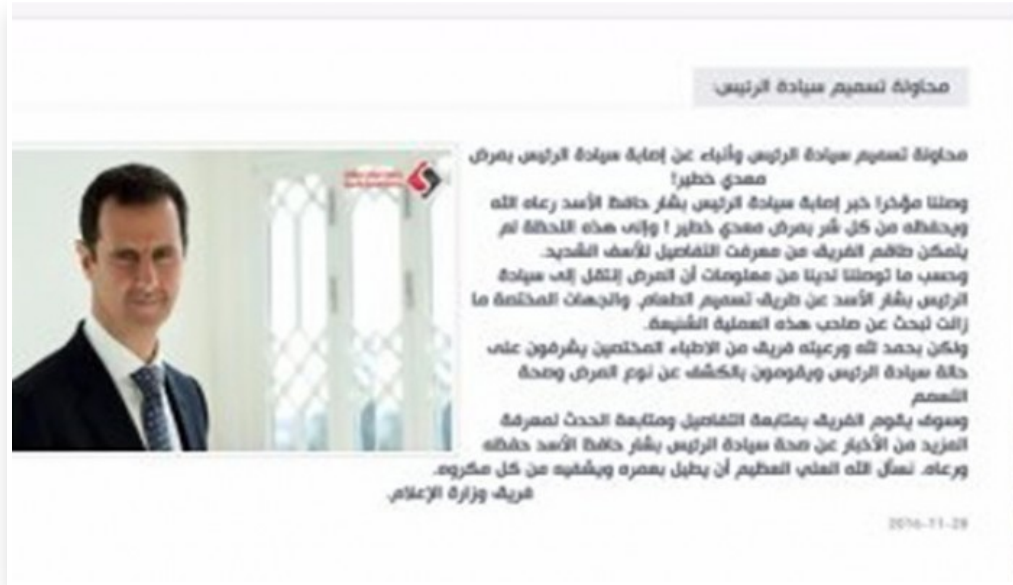 محاولة تسميم سيادة الرئيس:
محاولة تسميم سيادة الرئيس وأنباء عن إصابة سيادة الرئيس بمرض
معدي خطير!
وصلنا مؤخرا خبر إصابة سيادة الرئيس بشار حافظ الأسد رعاه الله
ويحفظه من كل شر بمرض معدي خطير ! وإلى هذه اللحظة لم
يتمكن طاقم الفريق من معرفت التفاصيل للأسف الشديد.
وحسب ما توصلنا لدينا من معلومات أن المرض إنتقل إلى سيادة
الرئيس بشار الأسد عن طريق تسميم الطعام. والجهات المختصة ما
زالت تبحث عن صاحب هذه العملية الشنيعة.
ولكن بحمد لله ورعيته فريق من الاطباء المختصين يشرفون على
حالة سيادة الرئيس ويقومون بالكشف عن نوع المرض وصحة
التسمم
وسوف يقوم الفريق بمتابعة التفاصيل ومتابعة الحدث لمعرفة
المزيد من الأخبار عن صحة سيادة الرئيس بشار حافظ الأسد حفظه
ورعاه. نسأل الله العلي العظيم أن يطيل بعمره ويشفيه من كل مكروه.
فريق وزارة الإعلام.
2016-11-28